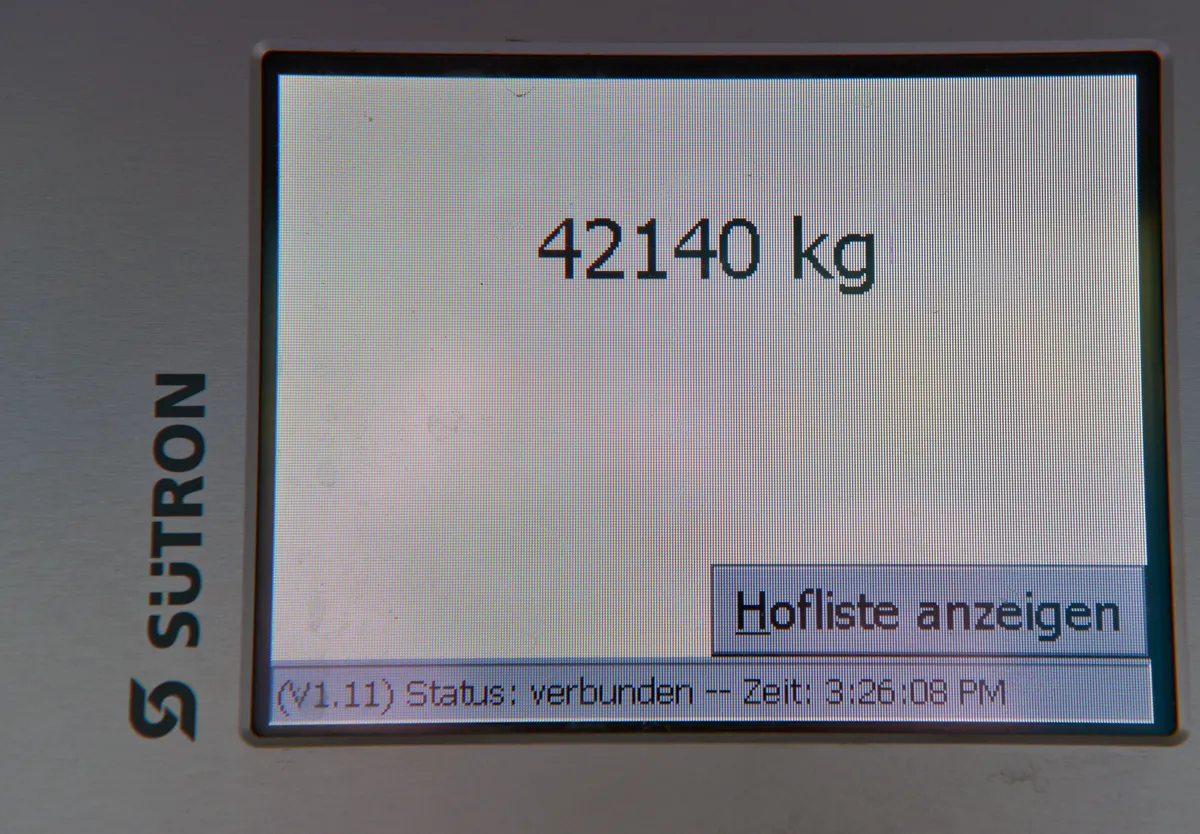 42140 kg
Hofliste anzeigen
(V1.11) Status: verbunden -- Zeit: 3:26:08 PM
SÜTRON